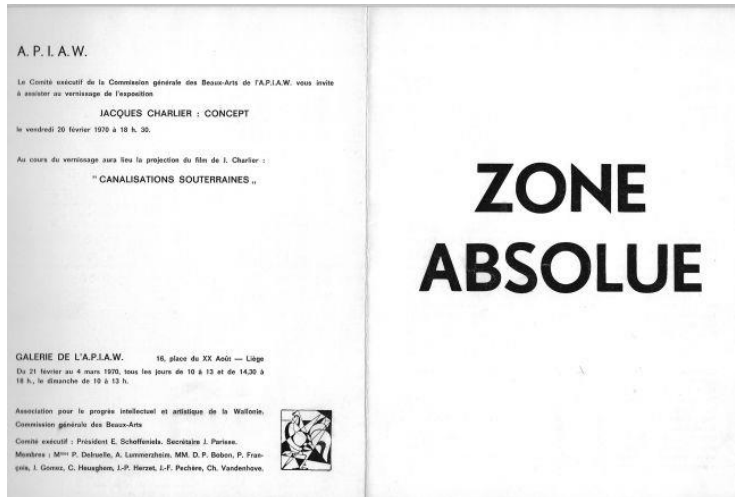 A. P. I. A. W.
Le Comité exécutif de la Commission générale des Beaux-Arts de l'A.P.I.A.W. vous invite
à assister au vernissage de l'exposition
JACQUES CHARLIER : CONCEPT
le vendredi 20 février 1970 à 18 h. 30.
Au cours du vernissage aura lieu la projection du film de J. Charlier :
" CANALISATIONS SOUTERRAINES „
GALERIE DE L'A.P.I.A.W. 16, place du XX Août — Liège
Du 21 février au 4 mars 1970, tous les jours de 10 à 13 et de 14,30 à
18 h., le dimanche de 10 à 13 h.
Association pour le progrès intellectuel et artistique de la Wallonie.
Commission générale des Beaux-Arts
Comité exécutif : Président E. Schoffeniels. Secrétaire J. Parisse.
Membres : Mmes P. Delruelle, A. Lummerzheim. MM. D. P. Bobon, P. Fran-
çois, J. Gomez, C. Heusghem, J.-P. Herzet, J.-F. Pechère, Ch. Vandenhove.
ZONE
ABSOLUE